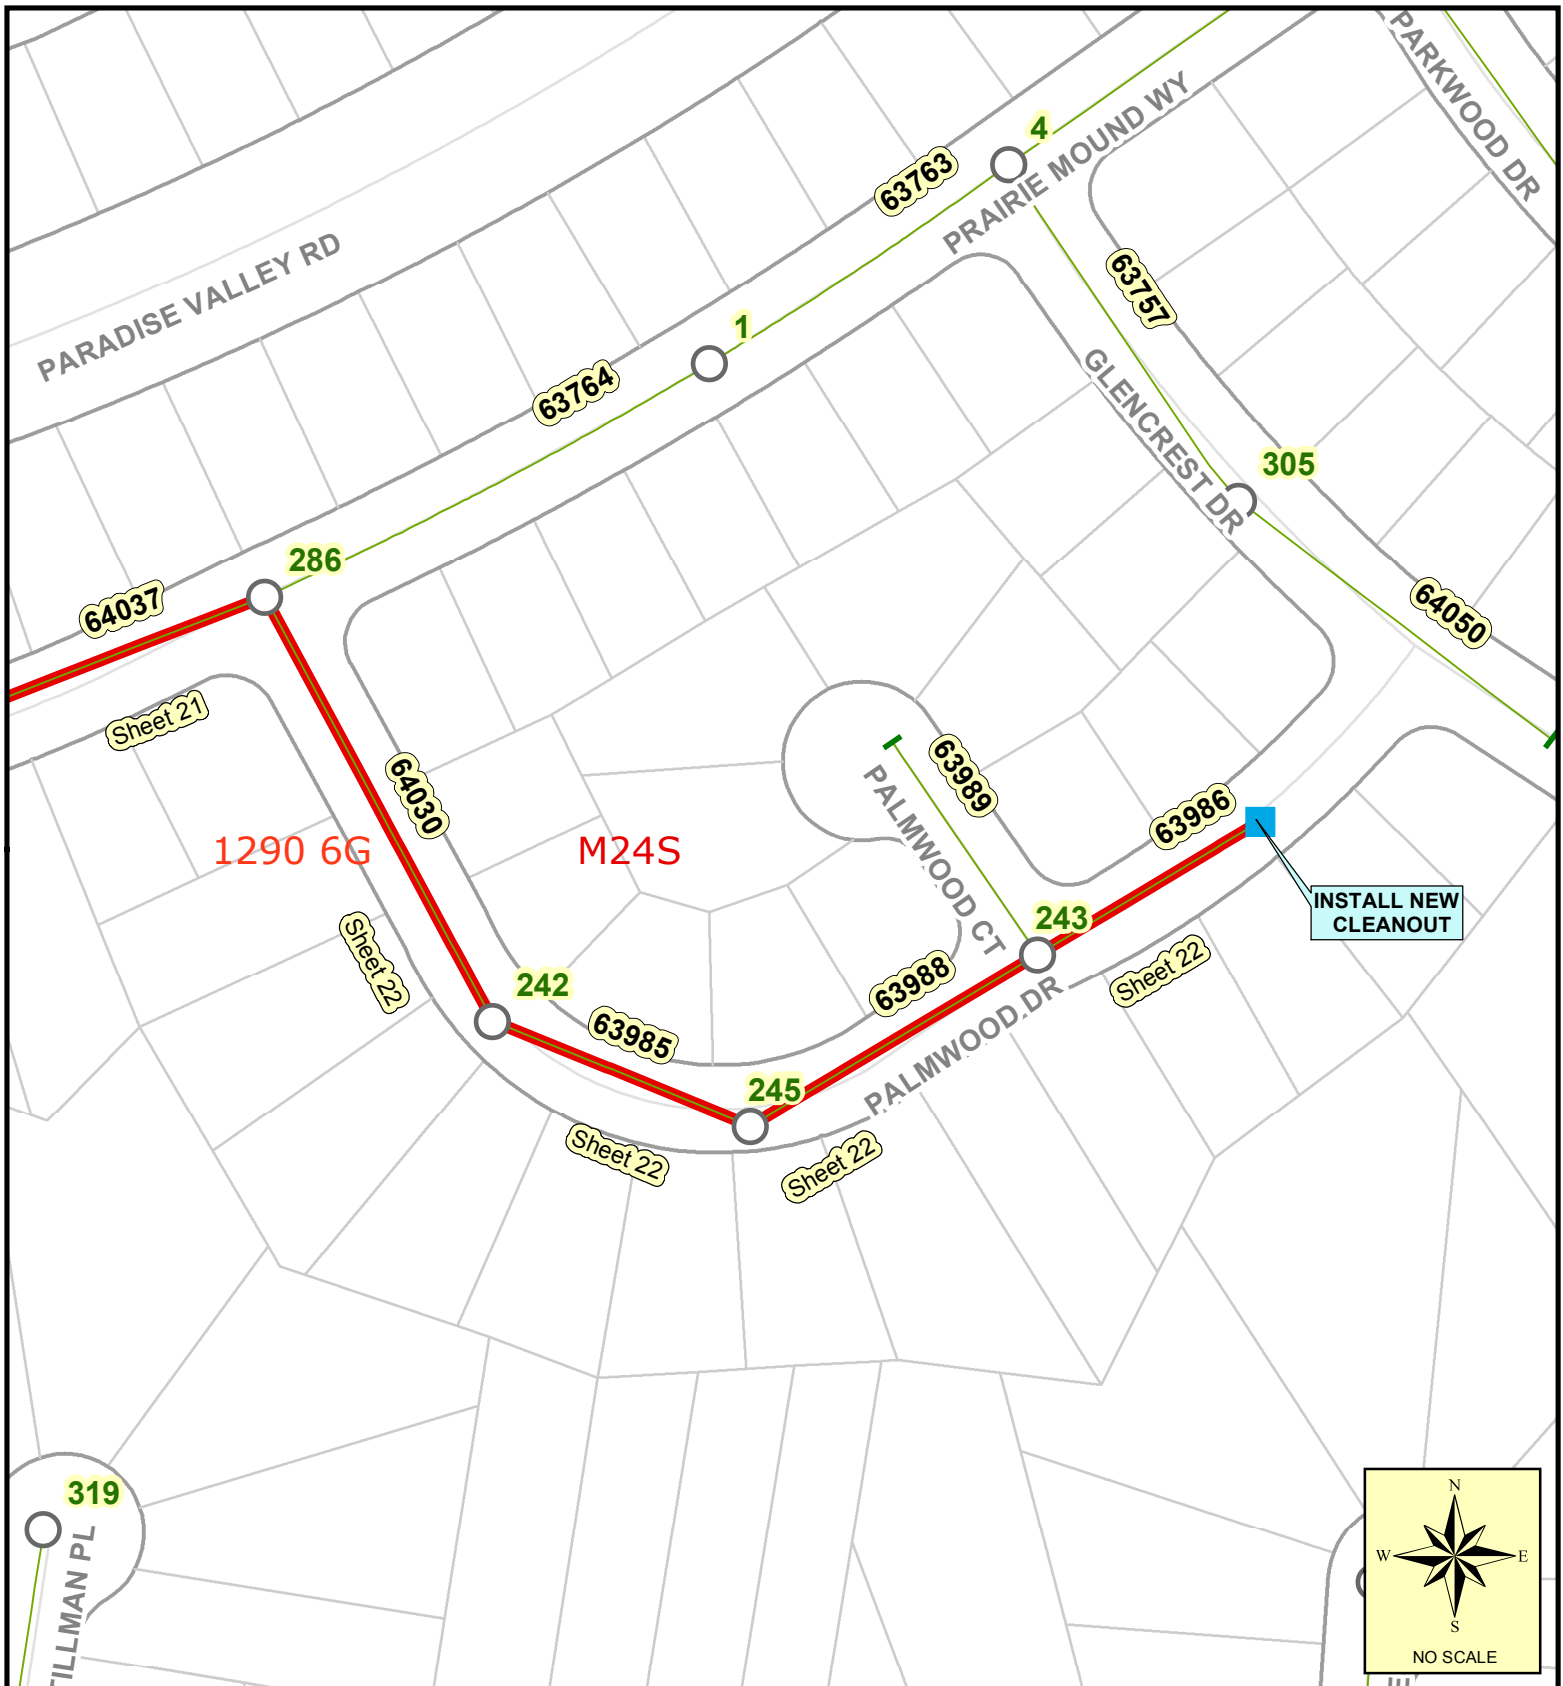 PARKWOOD DR
4
PRAIRIE MOUND WY
63763
PARADISE VALLEY RD
63757
1
63764
GLENCREST DR
305
286
64037
64050
Sheet 21
64030
63989
PALMWOOD CT
63986
1290 6G
M24S
INSTALL NEW
CLEANOUT
243
Sheet 22
242
63988
Sheet 22
63985
PALMWOOD DR
245
Sheet 22
Sheet 22
319
TILLMAN PL
N
W
E
S
NO SCALE